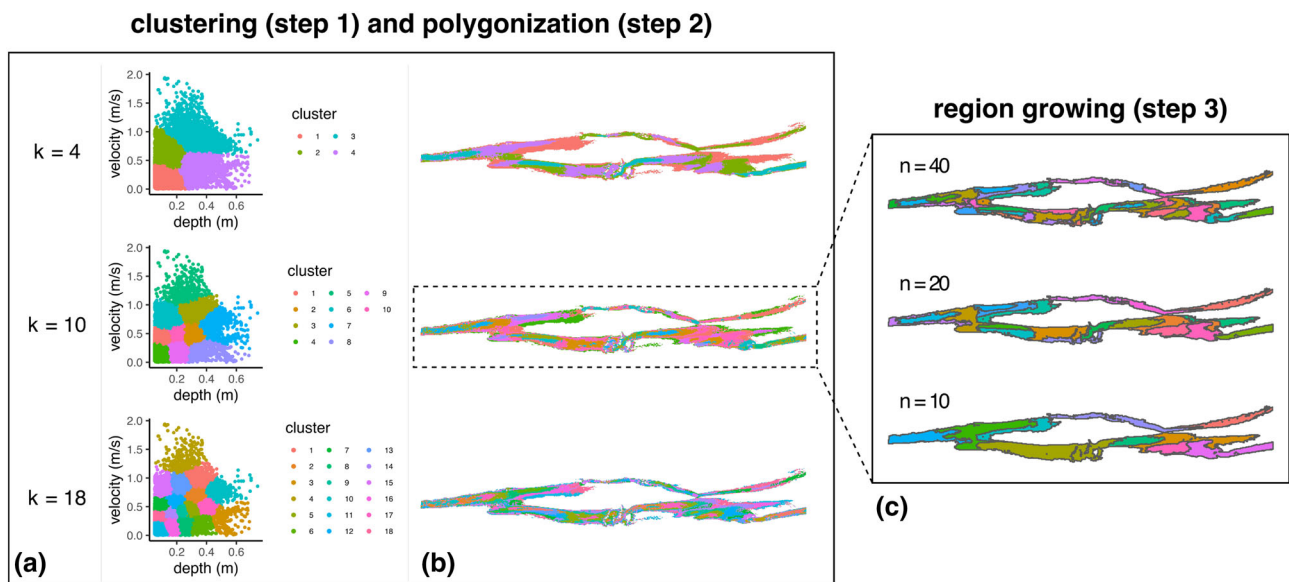 clustering (step 1) and polygonization (step 2)
k = 4
velocity (m/s)
2.0
1.5
1.0
0.5
0.0
0.2 0.4 0.6
depth (m)
cluster
1 3
2 4
k = 10
velocity (m/s)
2.0
1.5
1.0
0.5
0.0
0.2 0.4 0.6
depth (m)
cluster
1 5 9
2 6 10
3 7
4 8
k = 18
velocity (m/s)
2.0
1.5
1.0
0.5
0.0
0.2 0.4 0.6
depth (m)
cluster
1 7 13
2 8 14
3 9 15
4 10 16
5 11 17
6 12 18
(a)
(b)
region growing (step 3)
n = 40
n = 20
n = 10
(c)